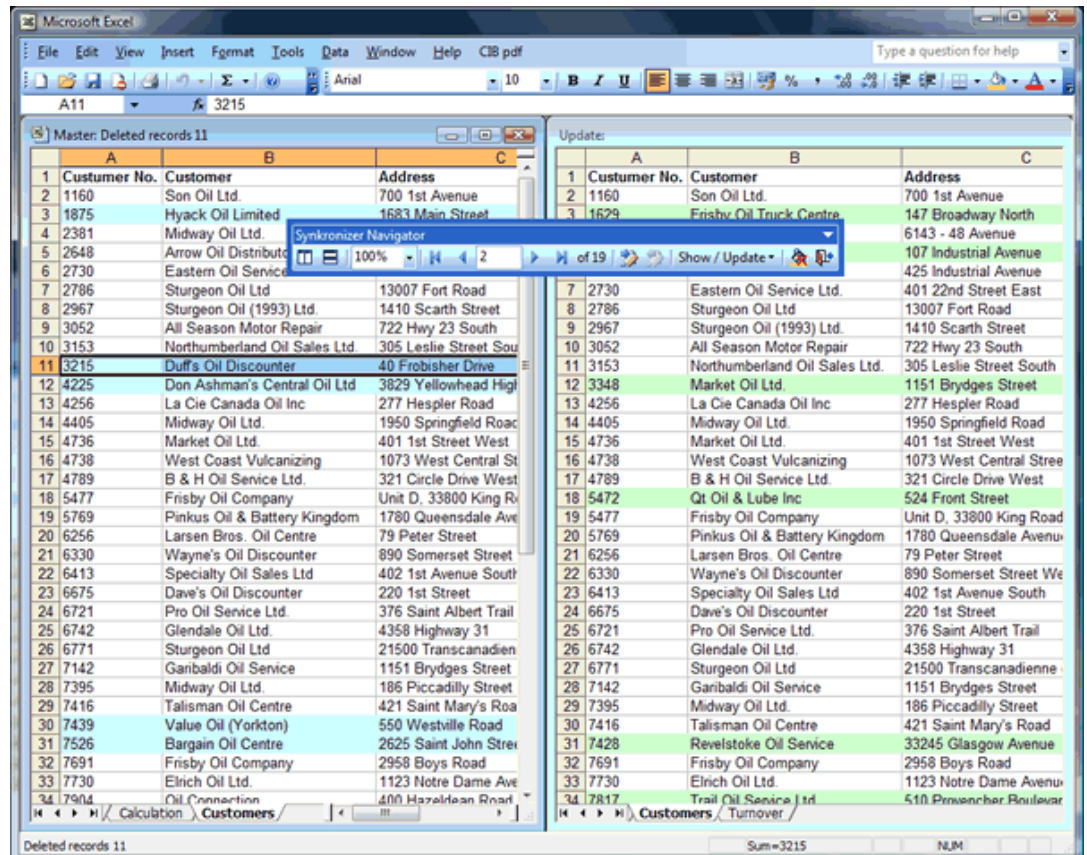 Microsoft Excel
File Edit View Insert Format Tools Data Window Help CIB pdf Type a question for help
Arial 10 B I U % ,
A11 fx 3215
Master: Deleted records 11
A B C
1 Custumer No. Customer Address
2 1160 Son Oil Ltd. 700 1st Avenue
3 1875 Hyack Oil Limited 1683 Main Street
4 2381 Midway Oil Ltd.
5 2648 Arrow Oil Distributo
6 2730 Eastern Oil Service
7 2786 Sturgeon Oil Ltd 13007 Fort Road
8 2967 Sturgeon Oil (1993) Ltd. 1410 Scarth Street
9 3052 All Season Motor Repair 722 Hwy 23 South
10 3153 Northumberland Oil Sales Ltd. 305 Leslie Street Sou
11 3215 Duff's Oil Discounter 40 Frobisher Drive
12 4225 Don Ashman's Central Oil Ltd 3829 Yellowhead High
13 4256 La Cie Canada Oil Inc 277 Hespler Road
14 4405 Midway Oil Ltd. 1950 Springfield Road
15 4736 Market Oil Ltd. 401 1st Street West
16 4738 West Coast Vulcanizing 1073 West Central St
17 4789 B & H Oil Service Ltd. 321 Circle Drive West
18 5477 Frisby Oil Company Unit D, 33800 King R
19 5769 Pinkus Oil & Battery Kingdom 1780 Queensdale Ave
20 6256 Larsen Bros. Oil Centre 79 Peter Street
21 6330 Wayne's Oil Discounter 890 Somerset Street
22 6413 Specialty Oil Sales Ltd 402 1st Avenue South
23 6675 Dave's Oil Discounter 220 1st Street
24 6721 Pro Oil Service Ltd. 376 Saint Albert Trail
25 6742 Glendale Oil Ltd. 4358 Highway 31
26 6771 Sturgeon Oil Ltd 21500 Transcanadien
27 7142 Garibaldi Oil Service 1151 Brydges Street
28 7395 Midway Oil Ltd. 186 Piccadilly Street
29 7416 Talisman Oil Centre 421 Saint Mary's Roa
30 7439 Value Oil (Yorkton) 550 Westville Road
31 7526 Bargain Oil Centre 2625 Saint John Stree
32 7691 Frisby Oil Company 2958 Boys Road
33 7730 Elrich Oil Ltd. 1123 Notre Dame Ave
34 7904 Oil Connection 400 Hazeldean Road
Calculation Customers
Synkronizer Navigator
100% 2 of 19 Show / Update
Update:
A B C
1 Custumer No. Customer Address
2 1160 Son Oil Ltd. 700 1st Avenue
3 1629 Frisby Oil Truck Centre 147 Broadway North
6143 - 48 Avenue
107 Industrial Avenue
425 Industrial Avenue
7 2730 Eastern Oil Service Ltd. 401 22nd Street East
8 2786 Sturgeon Oil Ltd 13007 Fort Road
9 2967 Sturgeon Oil (1993) Ltd. 1410 Scarth Street
10 3052 All Season Motor Repair 722 Hwy 23 South
11 3153 Northumberland Oil Sales Ltd. 305 Leslie Street South
12 3348 Market Oil Ltd. 1151 Brydges Street
13 4256 La Cie Canada Oil Inc 277 Hespler Road
14 4405 Midway Oil Ltd. 1950 Springfield Road
15 4736 Market Oil Ltd. 401 1st Street West
16 4738 West Coast Vulcanizing 1073 West Central Stree
17 4789 B & H Oil Service Ltd. 321 Circle Drive West
18 5472 Qt Oil & Lube Inc 524 Front Street
19 5477 Frisby Oil Company Unit D, 33800 King Road
20 5769 Pinkus Oil & Battery Kingdom 1780 Queensdale Avenu
21 6256 Larsen Bros. Oil Centre 79 Peter Street
22 6330 Wayne's Oil Discounter 890 Somerset Street We
23 6413 Specialty Oil Sales Ltd 402 1st Avenue South
24 6675 Dave's Oil Discounter 220 1st Street
25 6721 Pro Oil Service Ltd. 376 Saint Albert Trail
26 6742 Glendale Oil Ltd. 4358 Highway 31
27 6771 Sturgeon Oil Ltd 21500 Transcanadienne
28 7142 Garibaldi Oil Service 1151 Brydges Street
29 7395 Midway Oil Ltd. 186 Piccadilly Street
30 7416 Talisman Oil Centre 421 Saint Mary's Road
31 7428 Revelstoke Oil Service 33245 Glasgow Avenue
32 7691 Frisby Oil Company 2958 Boys Road
33 7730 Elrich Oil Ltd. 1123 Notre Dame Avenu
34 7817 Trail Oil Service Ltd 510 Provencher Boulevar
Customers Turnover
Deleted records 11 Sum=3215 NUM